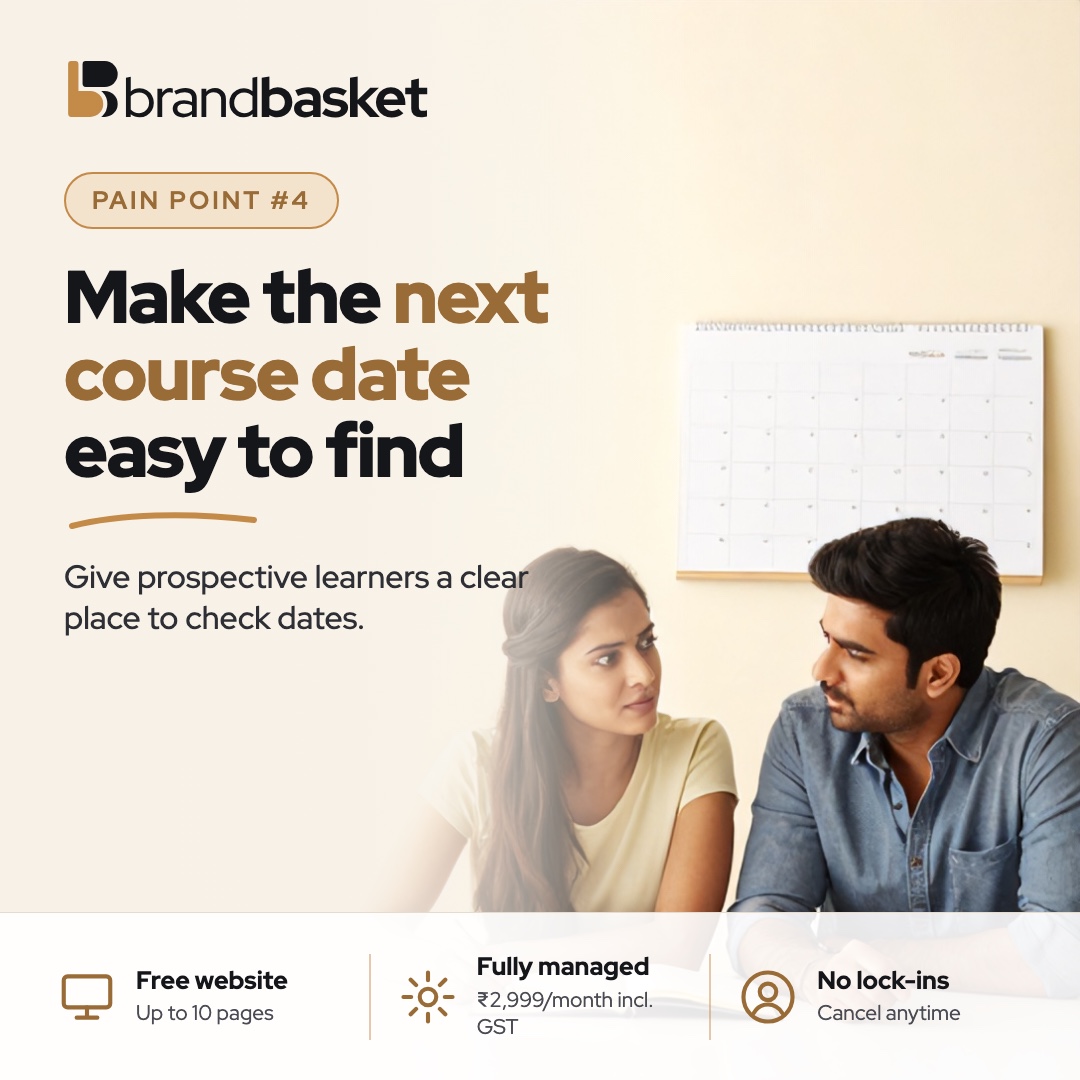 brandbasket
PAIN POINT #4
Make the next
course date
easy to find
Give prospective learners a clear
place to check dates.
Free website
Up to 10 pages
Fully managed
₹2,999/month incl.
GST
No lock-ins
Cancel anytime